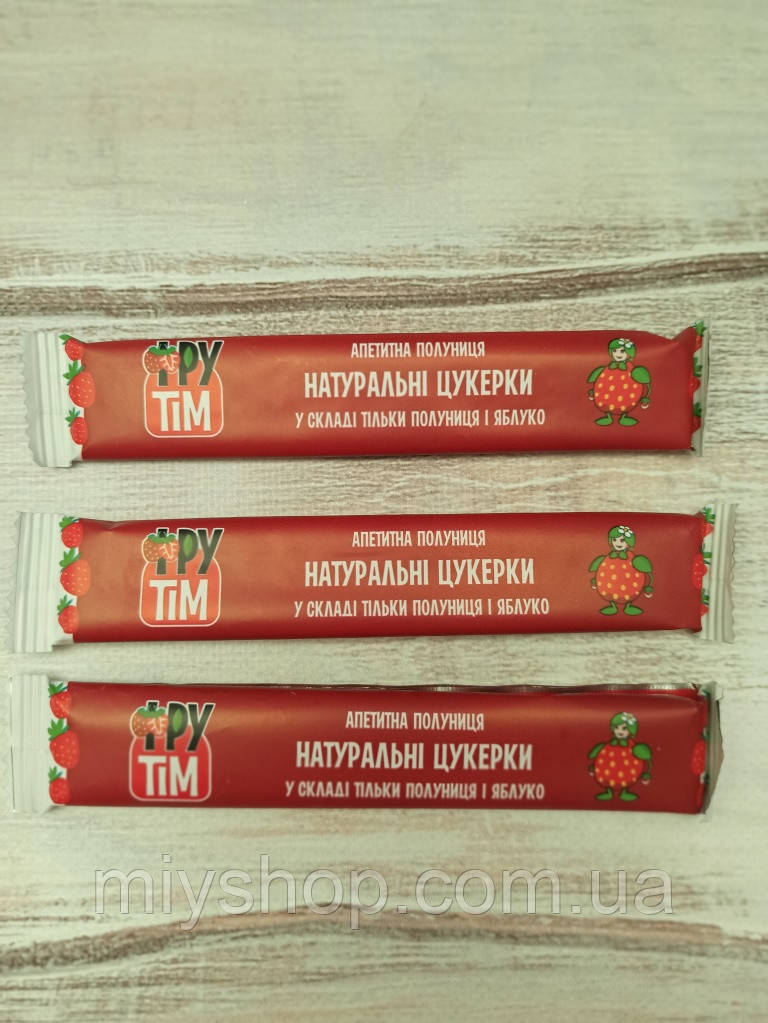 ФРУ
ТІМ
АПЕТИТНА ПОЛУНИЦЯ
НАТУРАЛЬНІ ЦУКЕРКИ
У СКЛАДІ ТІЛЬКИ ПОЛУНИЦЯ І ЯБЛУКО
ФРУ
ТІМ
АПЕТИТНА ПОЛУНИЦЯ
НАТУРАЛЬНІ ЦУКЕРКИ
У СКЛАДІ ТІЛЬКИ ПОЛУНИЦЯ І ЯБЛУКО
ФРУ
ТІМ
АПЕТИТНА ПОЛУНИЦЯ
НАТУРАЛЬНІ ЦУКЕРКИ
У СКЛАДІ ТІЛЬКИ ПОЛУНИЦЯ І ЯБЛУКО
miyshop.com.ua